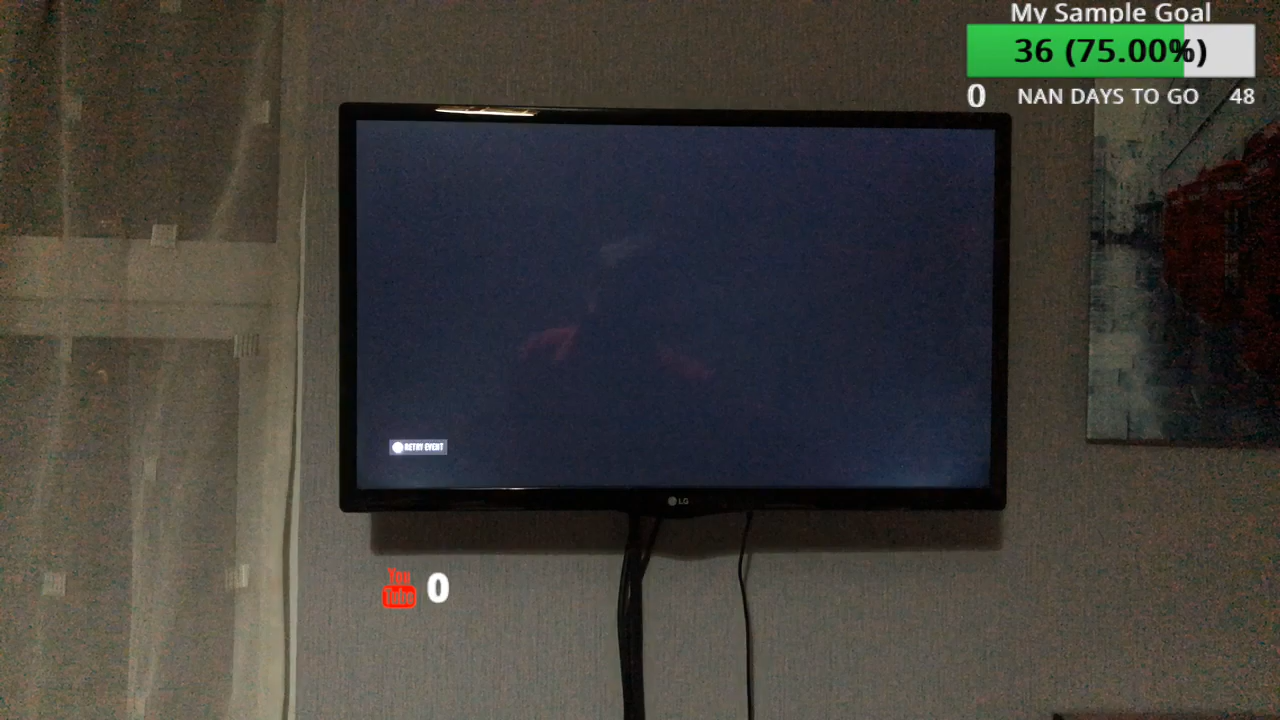 My Sample Goal
36 (75.00%)
0 NAN DAYS TO GO 48
RETRY EVENT
LG
You
Tube 0